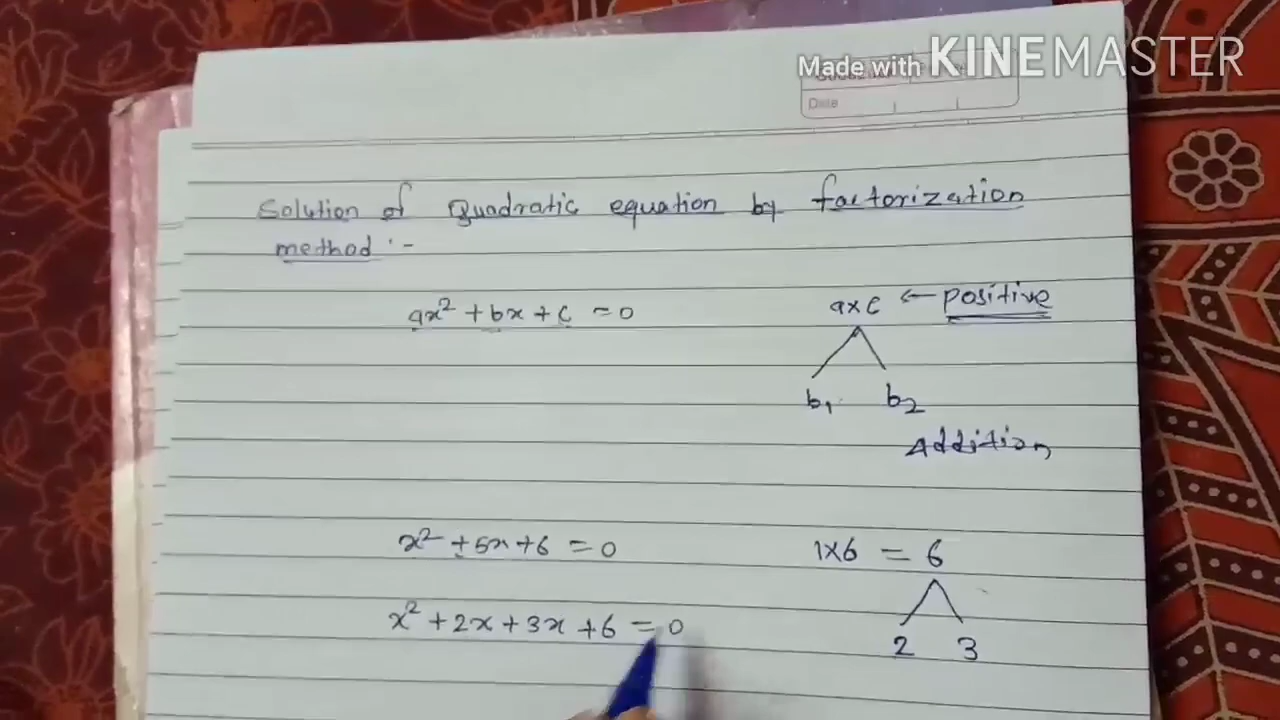 Made with KINEMASTER
Date
Solution of Quadratic equation by factorization
method :-
ax² + bx + c = 0
a×c ← positive
b₁ b₂
Addition
x² + 5x + 6 = 0
1×6 = 6
x² + 2x + 3x + 6 = 0
2 3